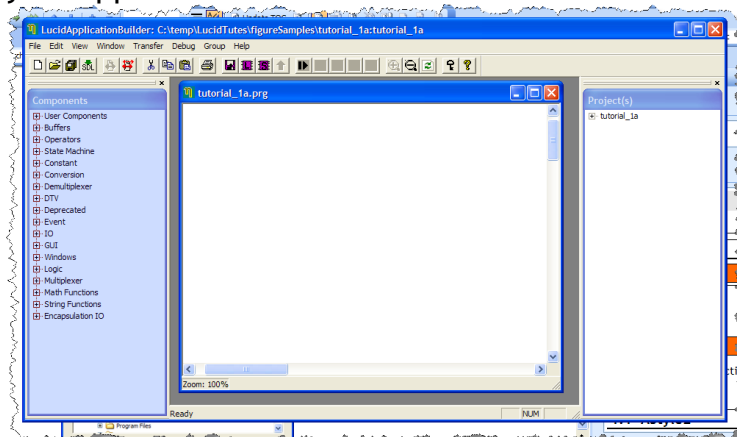 LucidApplicationBuilder: C:\temp\LucidTutes\figureSamples\tutorial_1a:tutorial_1a
File Edit View Window Transfer Debug Group Help
Components
User Components
Buffers
Operators
State Machine
Constant
Conversion
Demultiplexer
DTV
Deprecated
Event
IO
GUI
Windows
Logic
Multiplexer
Math Functions
String Functions
Encapsulation IO
tutorial_1a.prg
Zoom: 100%
Project(s)
tutorial_1a
Ready
NUM
Program Files